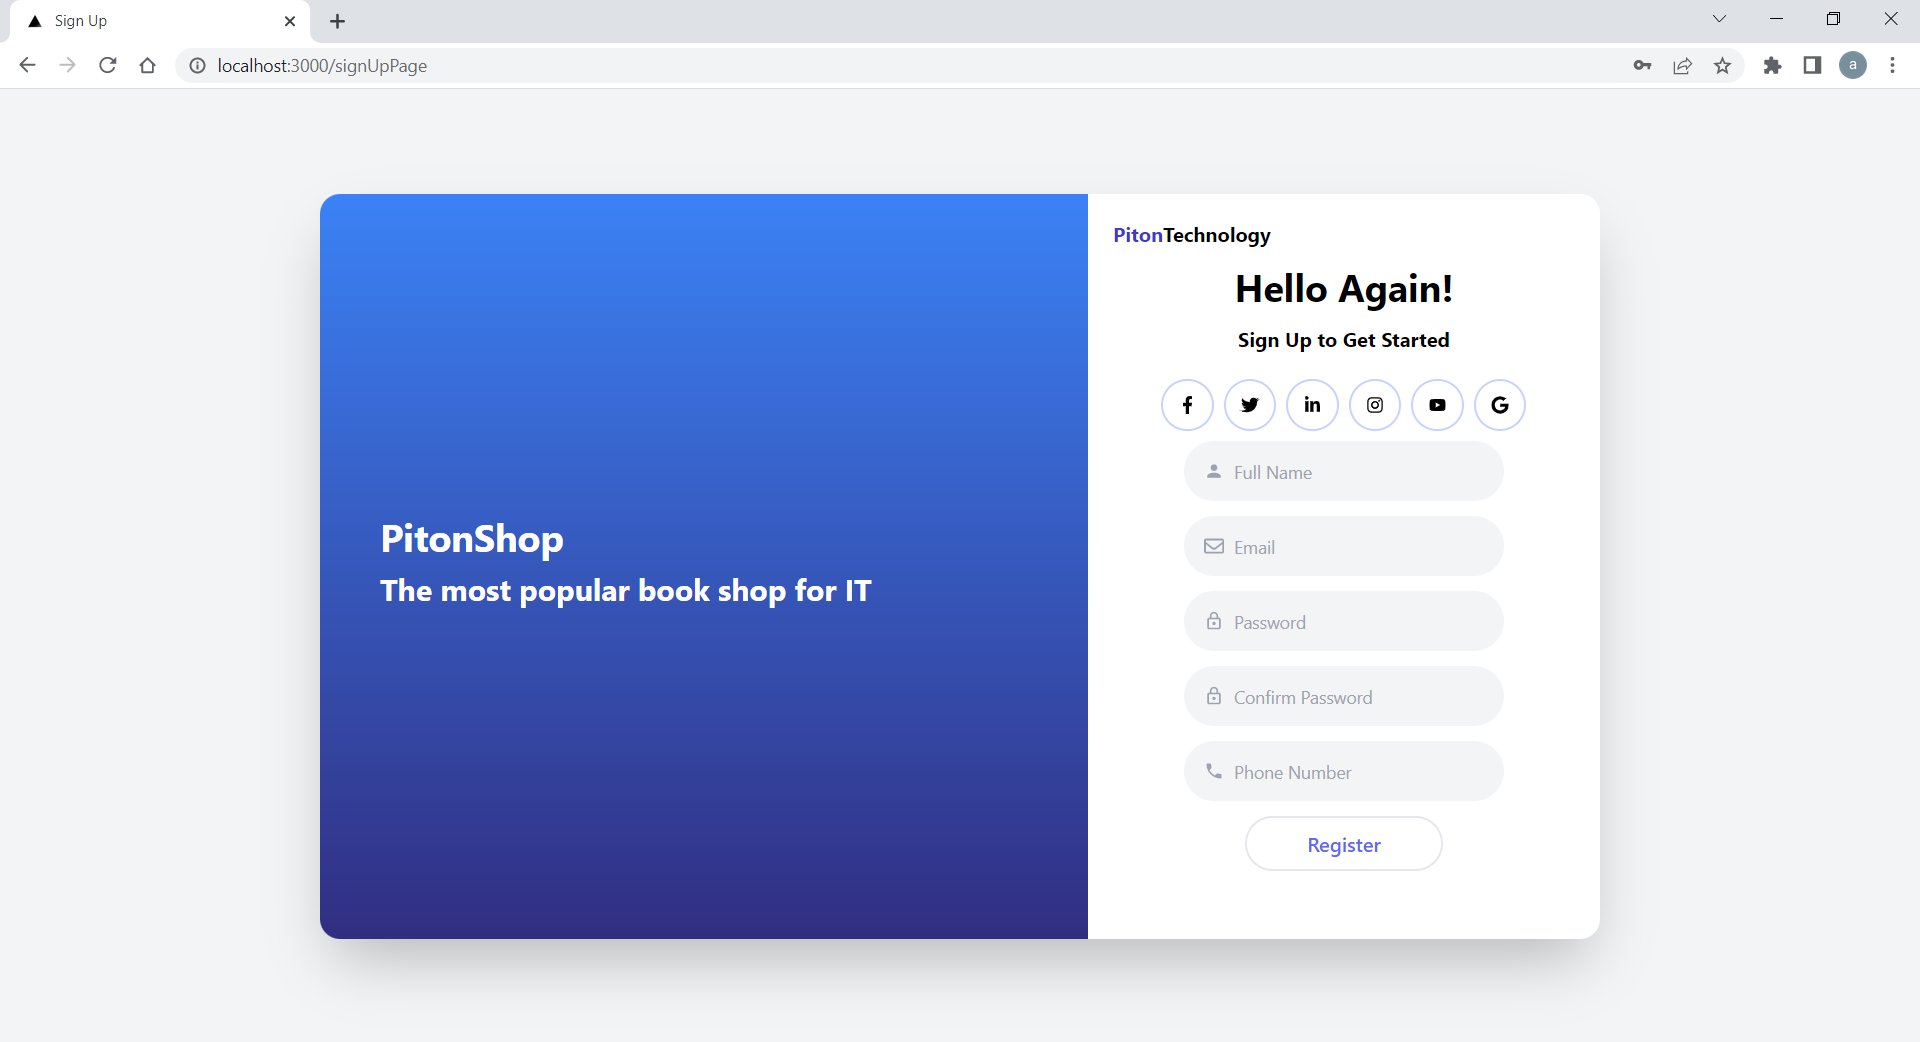 Sign Up
localhost:3000/signUpPage
a
PitonTechnology
Hello Again!
Sign Up to Get Started
PitonShop
The most popular book shop for IT
Full Name
Email
Password
Confirm Password
Phone Number
Register